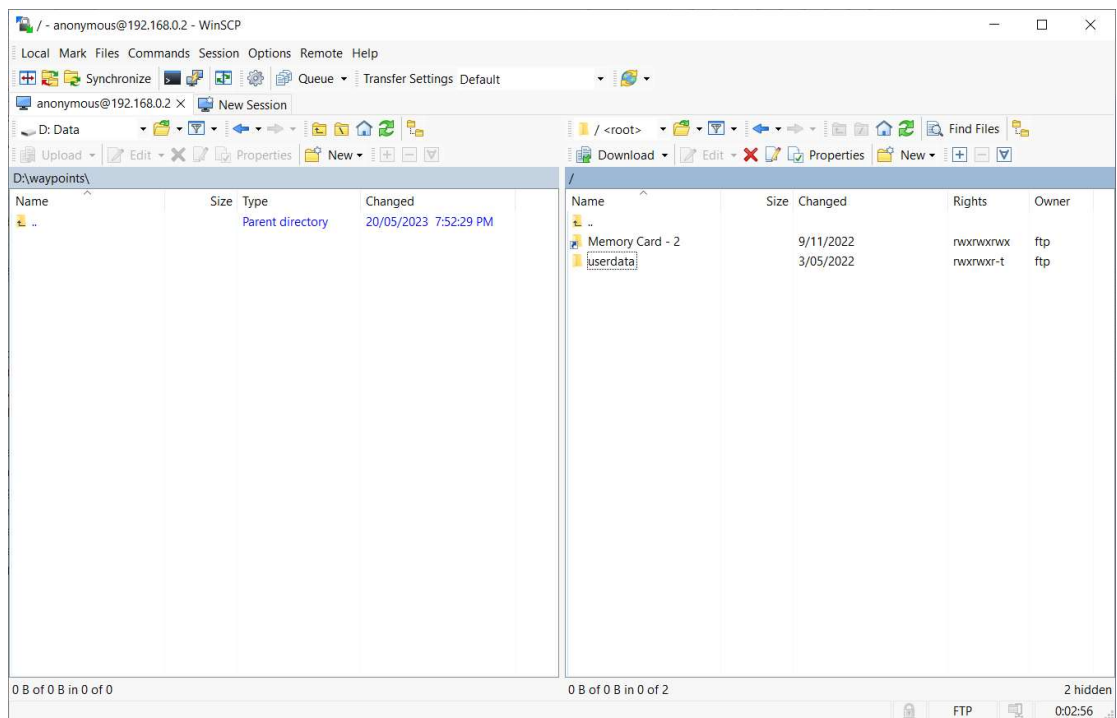 / - anonymous@192.168.0.2 - WinSCP
Local Mark Files Commands Session Options Remote Help
Synchronize Queue Transfer Settings Default
anonymous@192.168.0.2 × New Session
D: Data
/ <root> Find Files
Upload Edit Properties New
Download Edit Properties New
D:\waypoints\
/
Name Size Type Changed
Name Size Changed Rights Owner
.. Parent directory 20/05/2023 7:52:29 PM
..
Memory Card - 2 9/11/2022 rwxrwxrwx ftp
userdata 3/05/2022 rwxrwxr-t ftp
0 B of 0 B in 0 of 0
0 B of 0 B in 0 of 2 2 hidden
FTP 0:02:56